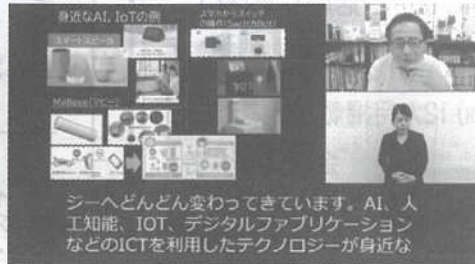 身近なAI, IoTの例
スマートスピーカ
MaBeee(マビー)
ジーへどんどん変わってきています。AI、人
工知能、IOT、デジタルファブリケーション
などのICTを利用したテクノロジーが身近な